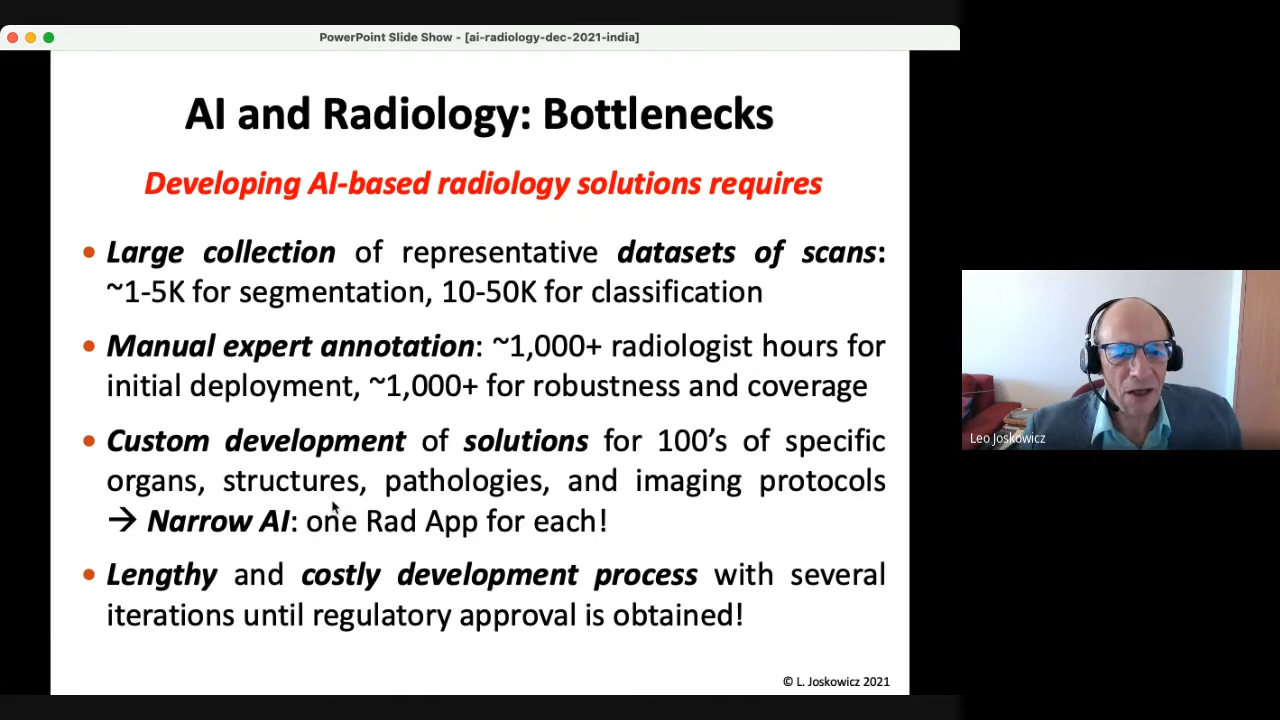 PowerPoint Slide Show - [ai-radiology-dec-2021-india]
AI and Radiology: Bottlenecks
Developing AI-based radiology solutions requires
• Large collection of representative datasets of scans:
~1-5K for segmentation, 10-50K for classification
• Manual expert annotation: ~1,000+ radiologist hours for
initial deployment, ~1,000+ for robustness and coverage
• Custom development of solutions for 100’s of specific
organs, structures, pathologies, and imaging protocols
→ Narrow AI: one Rad App for each!
• Lengthy and costly development process with several
iterations until regulatory approval is obtained!
© L. Joskowicz 2021
Leo Joskowicz